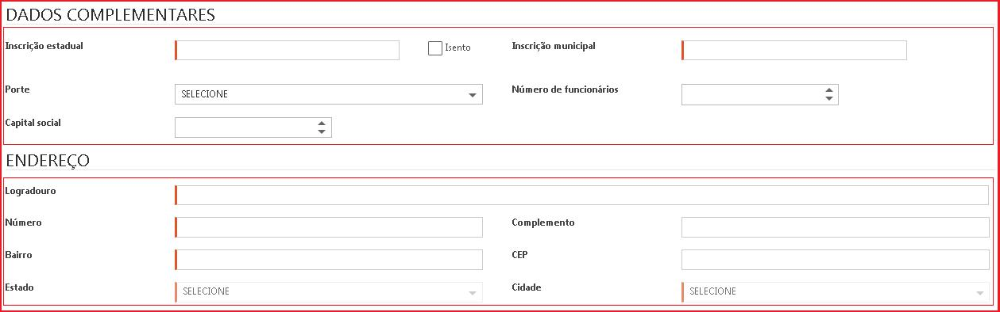 DADOS COMPLEMENTARES
Inscrição estadual Isento Inscrição municipal
Porte SELECIONE Número de funcionários
Capital social
ENDEREÇO
Logradouro
Número Complemento
Bairro CEP
Estado SELECIONE Cidade SELECIONE